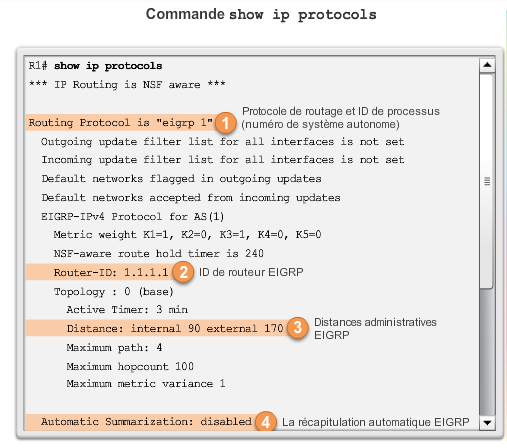 Commande show ip protocols
R1# show ip protocols
*** IP Routing is NSF aware ***
Protocole de routage et ID de processus
Routing Protocol is "eigrp 1" 1 (numéro de système autonome)
Outgoing update filter list for all interfaces is not set
Incoming update filter list for all interfaces is not set
Default networks flagged in outgoing updates
Default networks accepted from incoming updates
EIGRP-IPv4 Protocol for AS(1)
Metric weight K1=1, K2=0, K3=1, K4=0, K5=0
NSF-aware route hold timer is 240
Router-ID: 1.1.1.1 2 ID de routeur EIGRP
Topology : 0 (base)
Active Timer: 3 min
Distance: internal 90 external 170 3 Distances administratives
EIGRP
Maximum path: 4
Maximum hopcount 100
Maximum metric variance 1
Automatic Summarization: disabled 4 La récapitulation automatique EIGRP